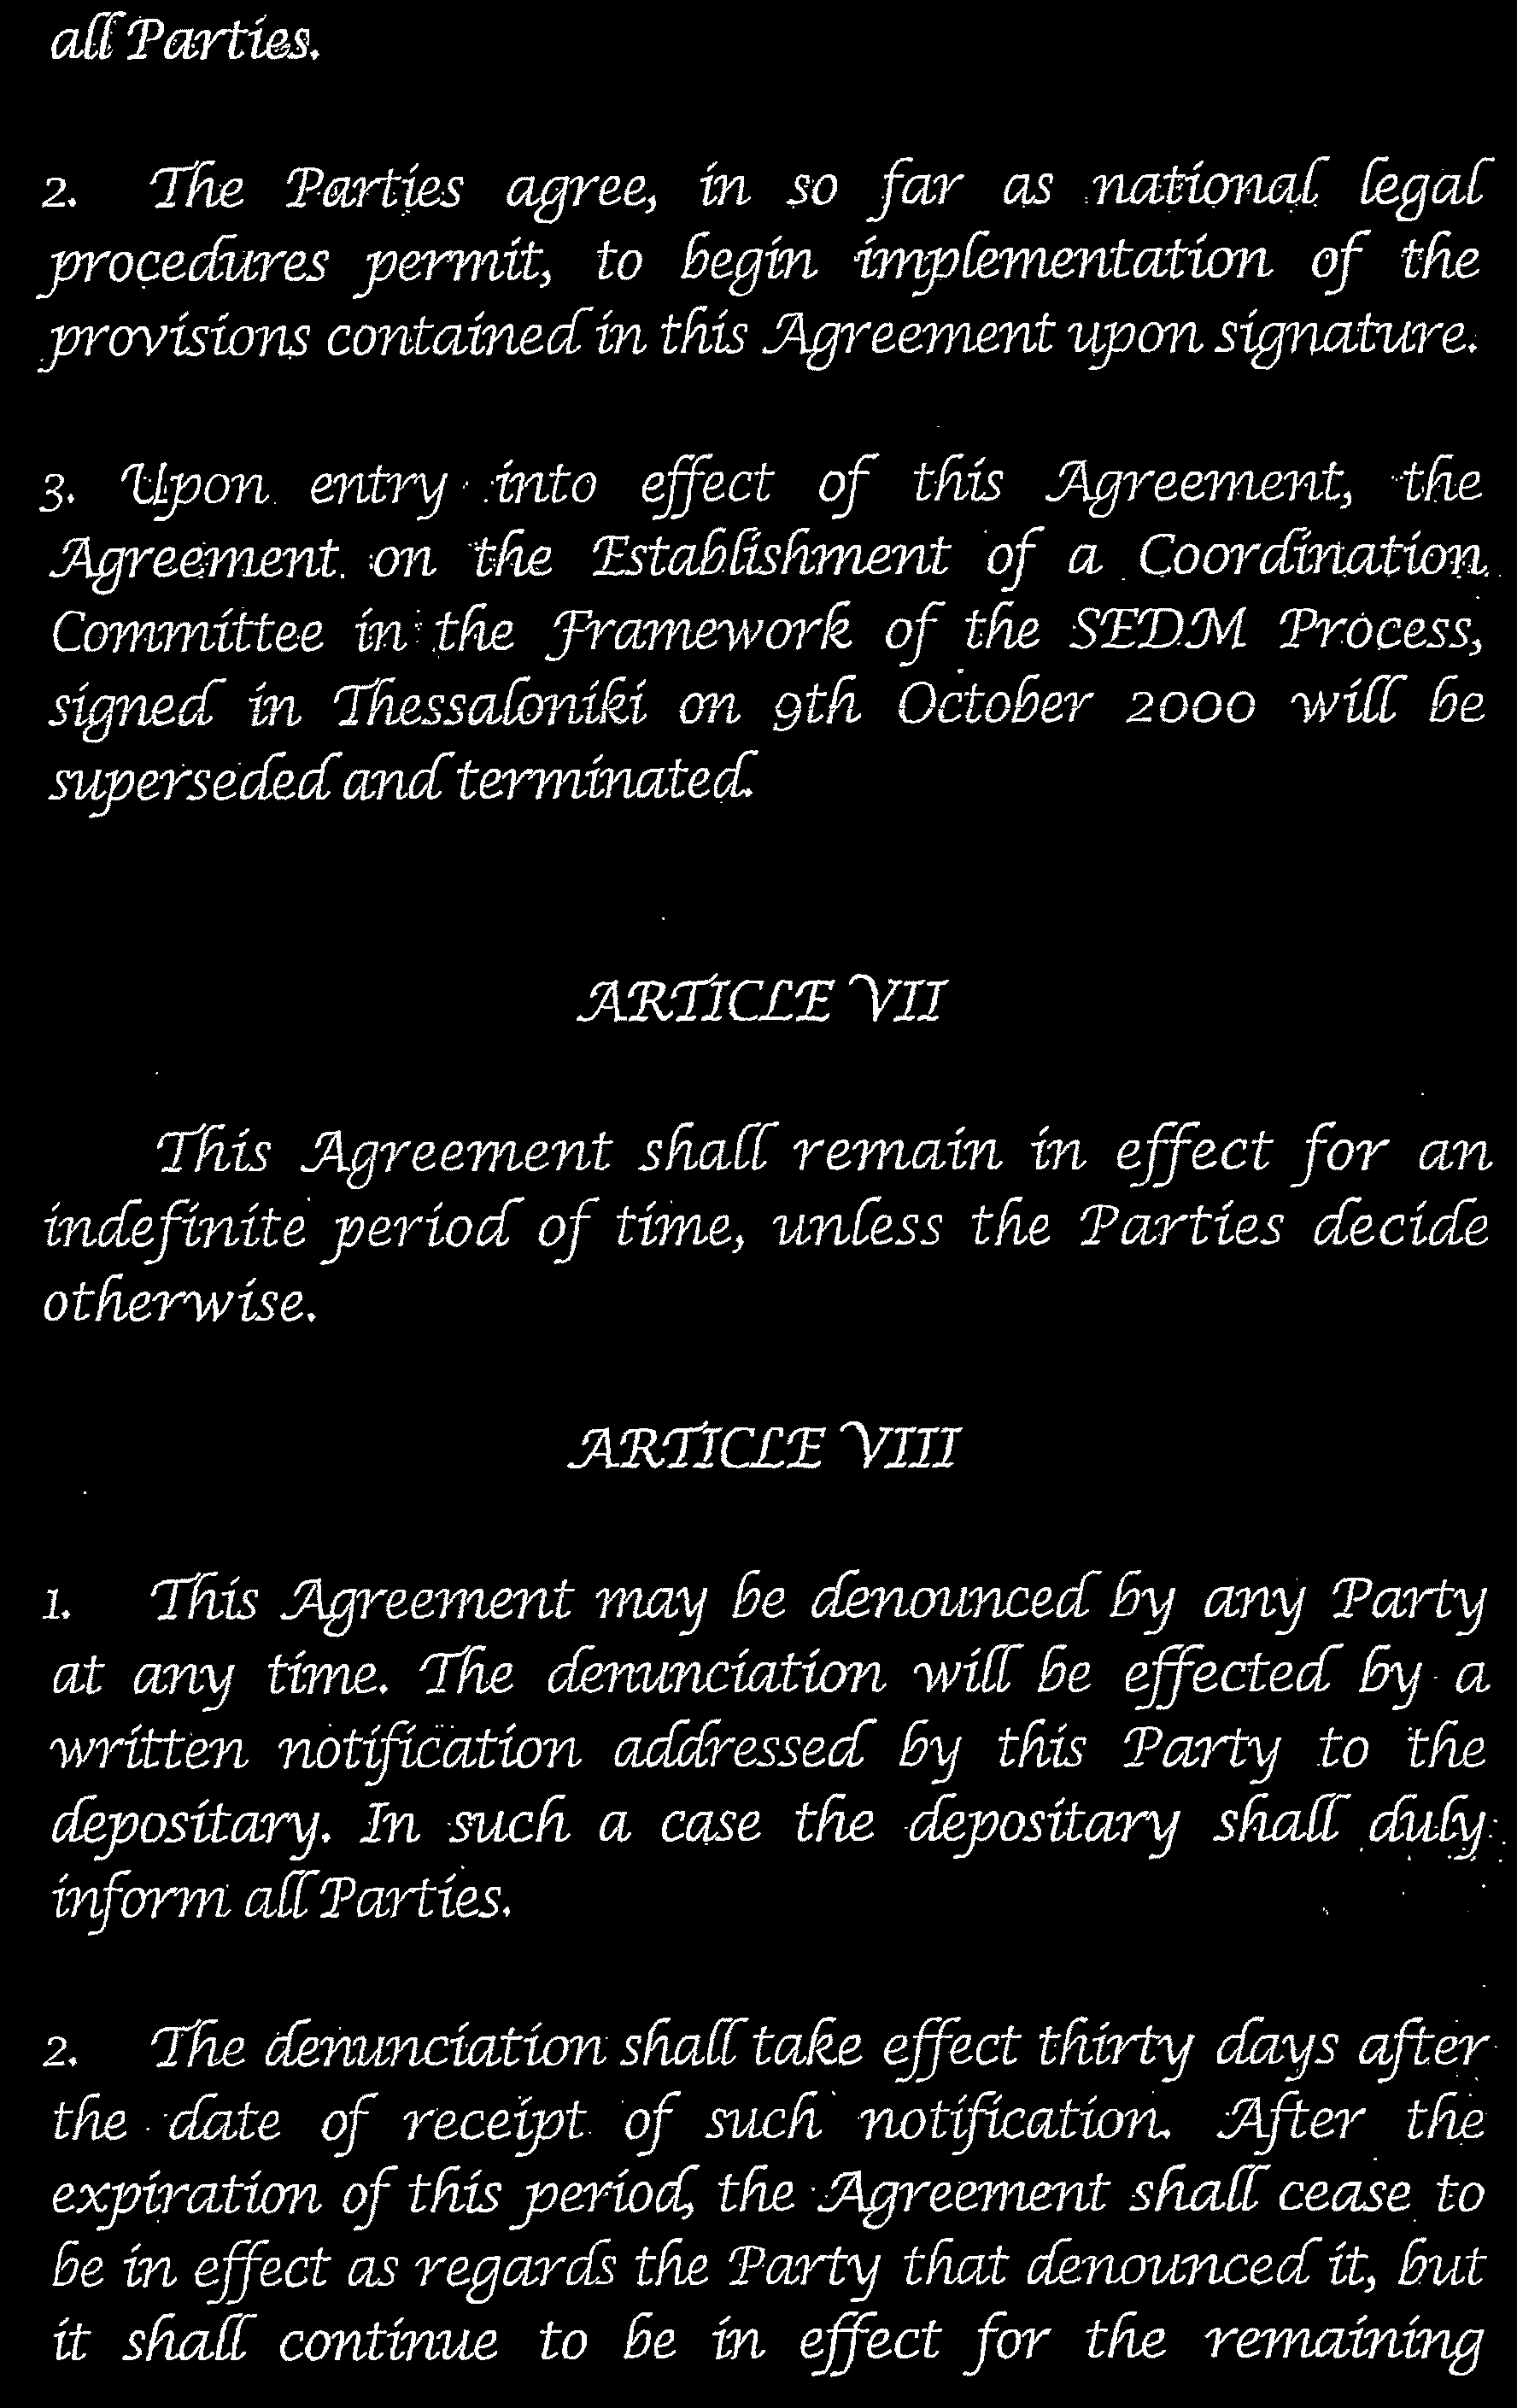 all Parties.
2. The Parties agree, in so far as national legal
procedures permit, to begin implementation of the
provisions contained in this Agreement upon signature.
3. Upon entry into effect of this Agreement, the
Agreement on the Establishment of a Coordination
Committee in the Framework of the SEDM Process,
signed in Thessaloniki on 9th October 2000 will be
superseded and terminated.
ARTICLE VII
This Agreement shall remain in effect for an
indefinite period of time, unless the Parties decide
otherwise.
ARTICLE VIII
1. This Agreement may be denounced by any Party
at any time. The denunciation will be effected by a
written notification addressed by this Party to the
depositary. In such a case the depositary shall duly
inform all Parties.
2. The denunciation shall take effect thirty days after
the date of receipt of such notification. After the
expiration of this period, the Agreement shall cease to
be in effect as regards the Party that denounced it, but
it shall continue to be in effect for the remaining